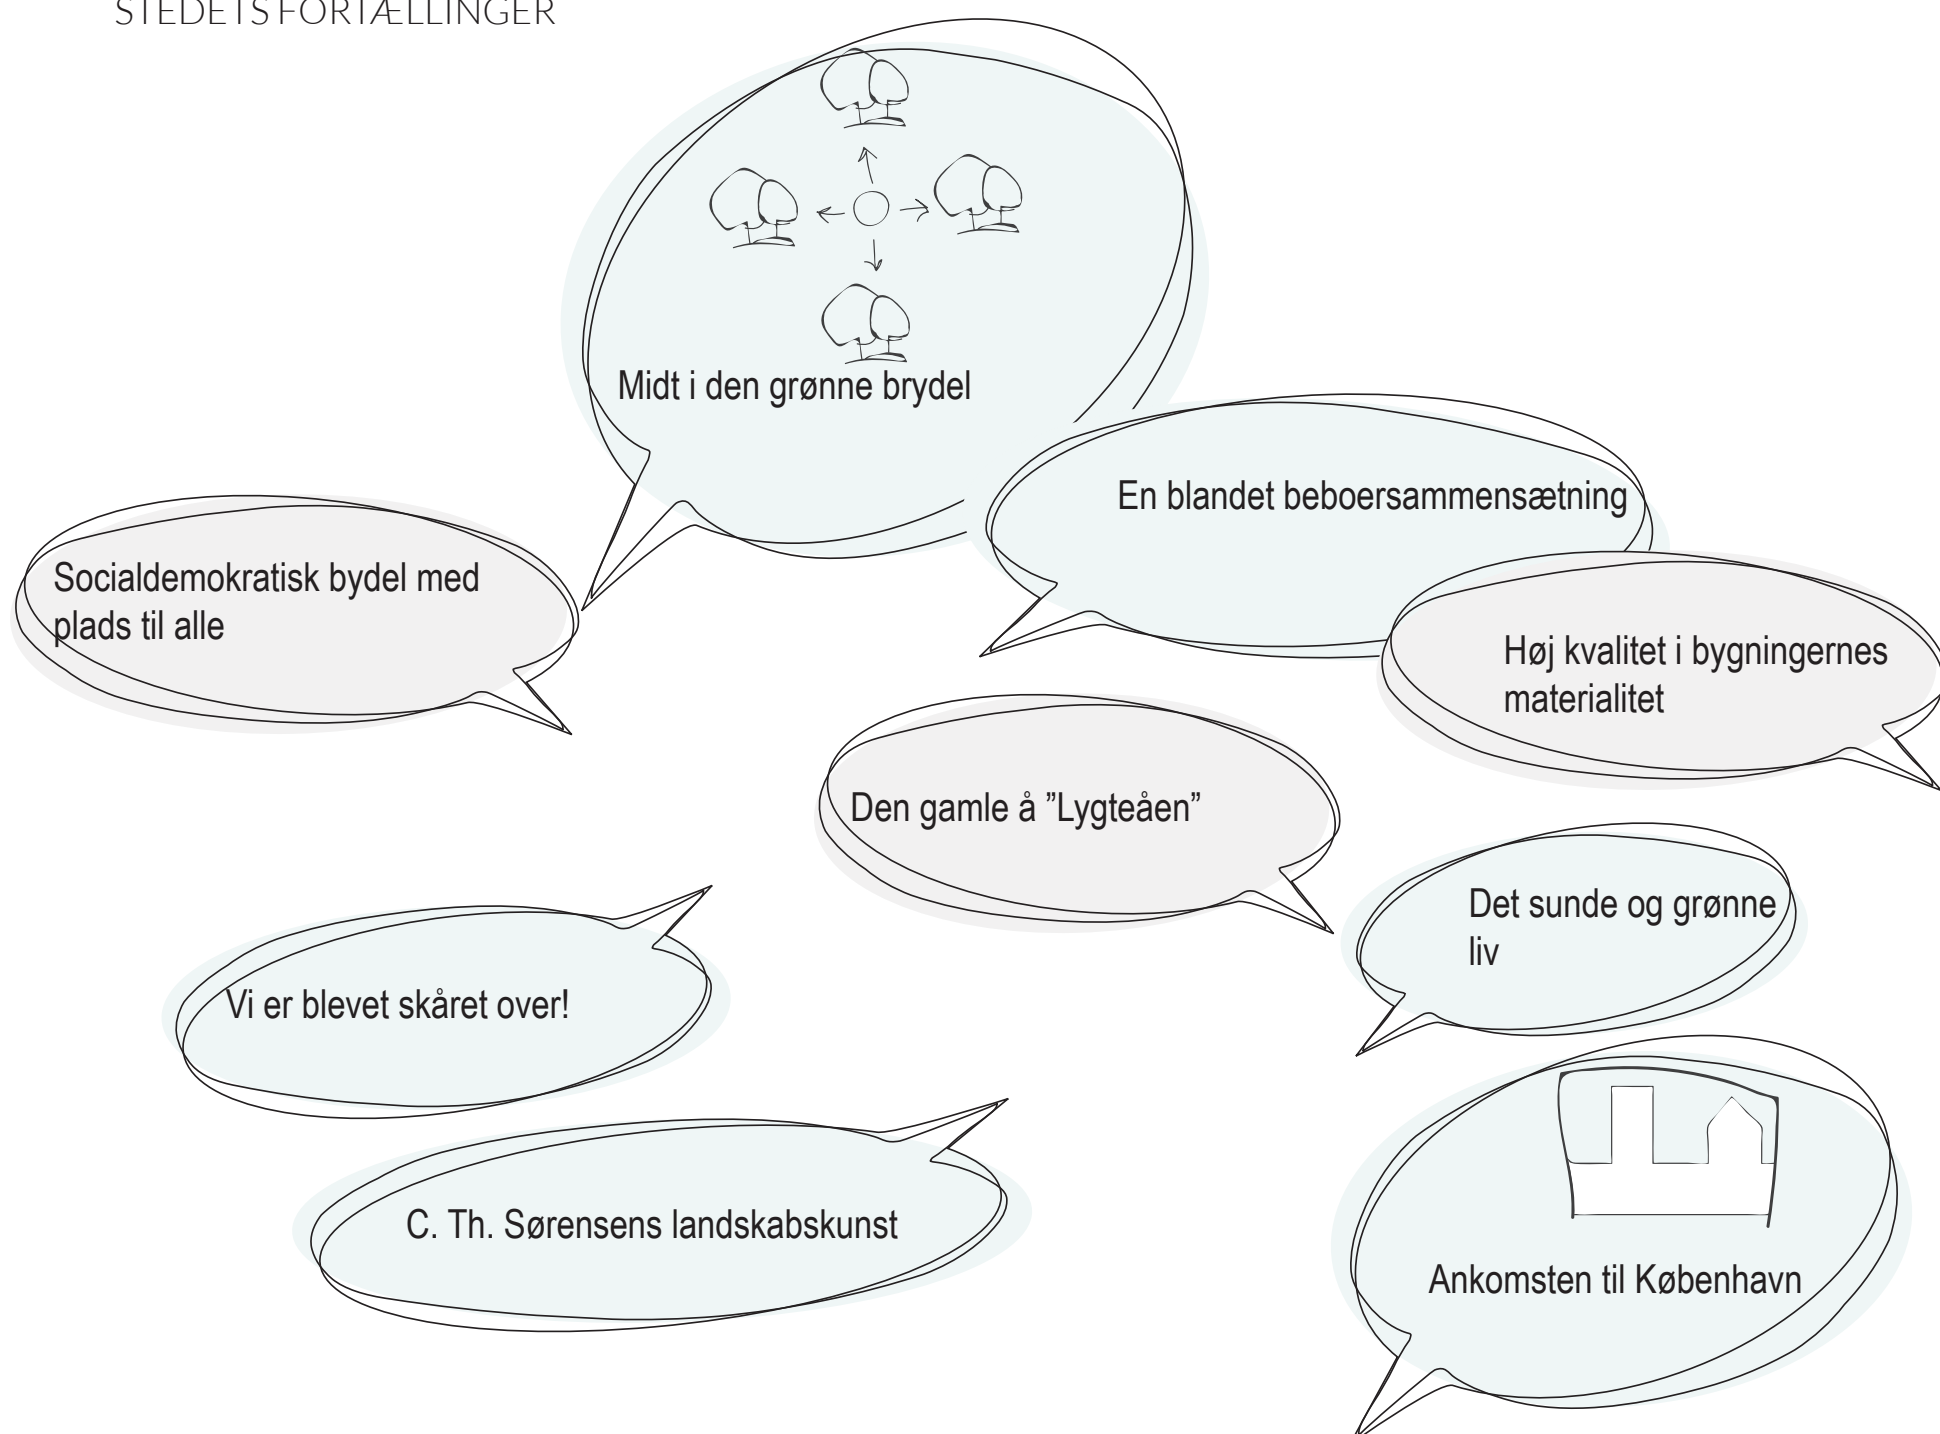 STEDETS FORTÆLLINGER
Midt i den grønne brydel
En blandet beboersammensætning
Socialdemokratisk bydel med
plads til alle
Høj kvalitet i bygningernes
materialitet
Den gamle å ”Lygteåen”
Det sunde og grønne
liv
Vi er blevet skåret over!
C. Th. Sørensens landskabskunst
Ankomsten til København